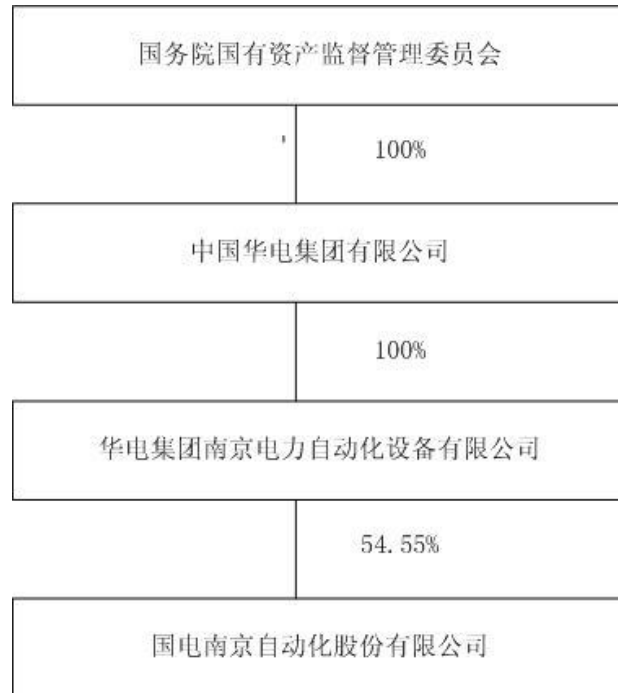 国务院国有资产监督管理委员会
100%
中国华电集团有限公司
100%
华电集团南京电力自动化设备有限公司
54.55%
国电南京自动化股份有限公司